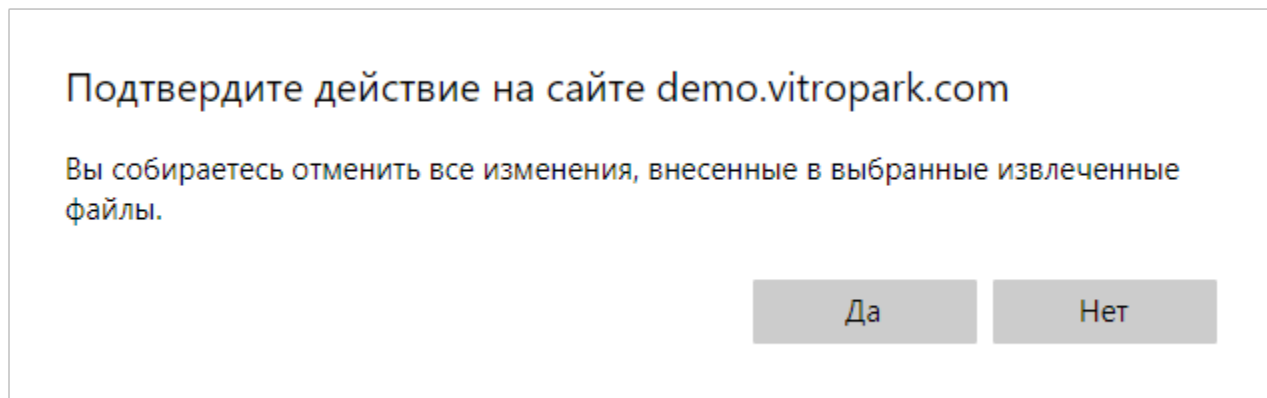 Подтвердите действие на сайте demo.vitropark.com
Вы собираетесь отменить все изменения, внесенные в выбранные извлеченные
файлы.
Да
Нет